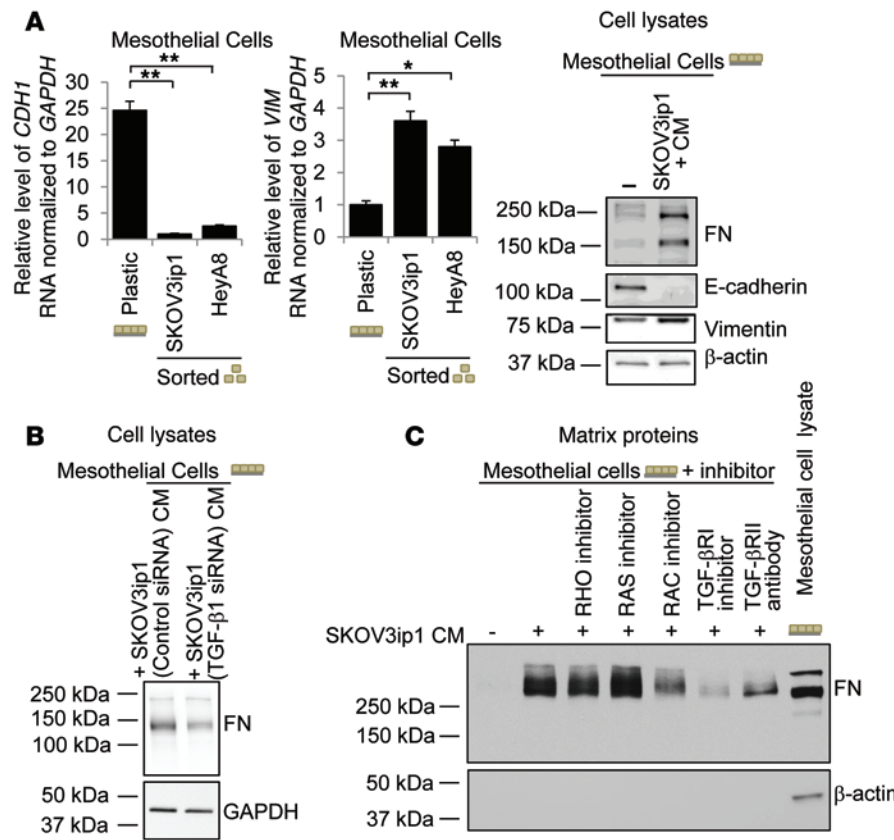 A
Mesothelial Cells
Relative level of CDH1
RNA normalized to GAPDH
30
25
20
15
10
5
0
**
**
Plastic
SKOV3ip1
HeyA8
Sorted
Mesothelial Cells
Relative level of VIM
RNA normalized to GAPDH
5
4
3
2
1
0
*
**
Plastic
SKOV3ip1
HeyA8
Sorted
Cell lysates
Mesothelial Cells
–
SKOV3ip1
+ CM
250 kDa
150 kDa
FN
100 kDa
E-cadherin
75 kDa
Vimentin
37 kDa
β-actin
B
Cell lysates
Mesothelial Cells
+ SKOV3ip1
(Control siRNA) CM
+ SKOV3ip1
(TGF-β1 siRNA) CM
250 kDa
150 kDa
100 kDa
FN
50 kDa
37 kDa
GAPDH
C
Matrix proteins
Mesothelial cells + inhibitor
RHO inhibitor
RAS inhibitor
RAC inhibitor
TGF-βRI
inhibitor
TGF-βRII
antibody
Mesothelial cell lysate
SKOV3ip1 CM - + + + + + +
250 kDa
150 kDa
FN
50 kDa
37 kDa
β-actin